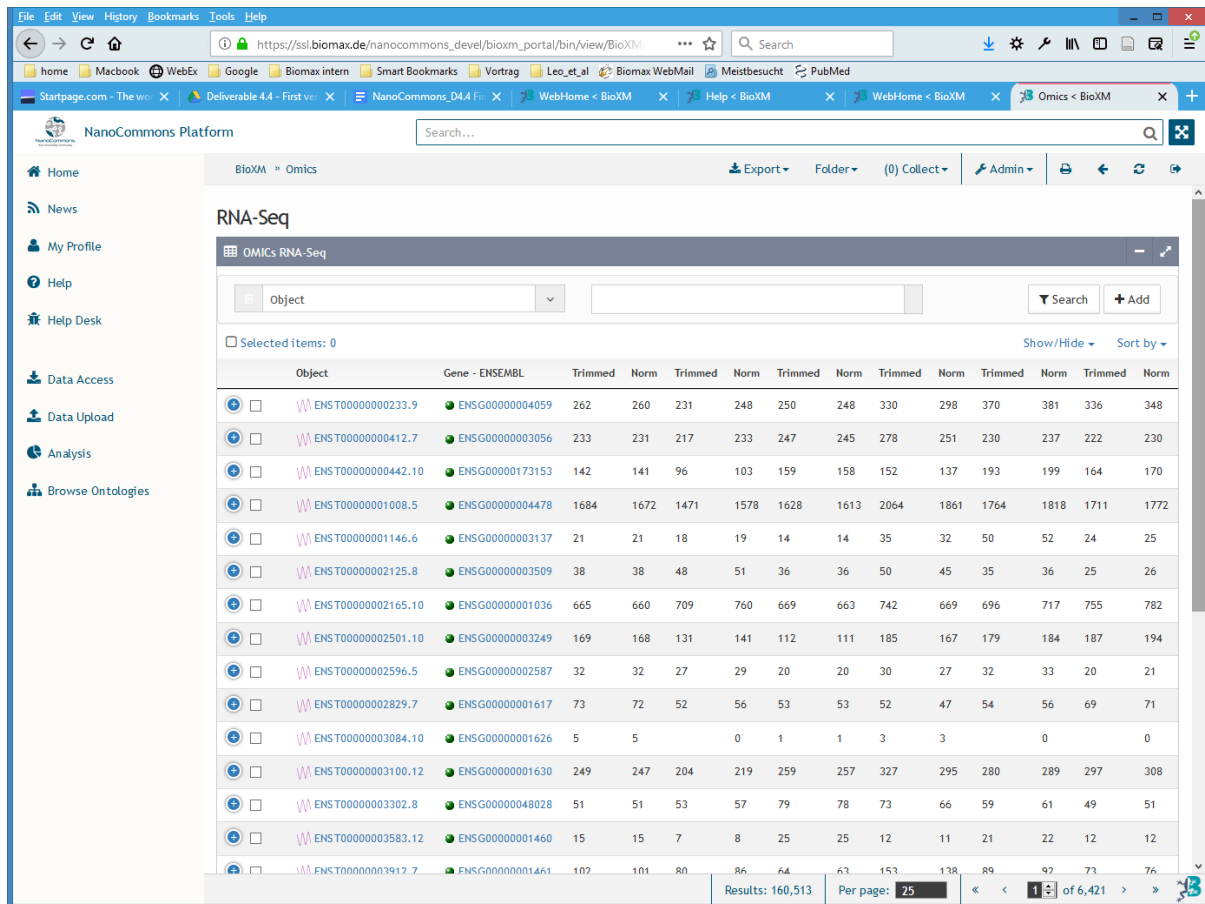 File Edit View History Bookmarks Tools Help
https://ssl.biomax.de/nanocommons_devel/bioxm_portal/bin/view/BioXM/ Search
home Macbook WebEx Google Biomax intern Smart Bookmarks Vortrag Leo_et_al Biomax WebMail Meistbesucht PubMed
Startpage.com - The wo Deliverable 4.4 - First ver NanoCommons_D4.4 Fi WebHome < BioXM Help < BioXM WebHome < BioXM Omics < BioXM
NanoCommons Platform Search...
Home
News
My Profile
Help
Help Desk
Data Access
Data Upload
Analysis
Browse Ontologies
BioXM » Omics Export Folder (0) Collect Admin
RNA-Seq
OMICs RNA-Seq
Object Search Add
Selected items: 0 Show/Hide Sort by
Object Gene - ENSEMBL Trimmed Norm Trimmed Norm Trimmed Norm Trimmed Norm Trimmed Norm Trimmed Norm
ENST00000000233.9 ENSG00000004059 262 260 231 248 250 248 330 298 370 381 336 348
ENST00000000412.7 ENSG00000003056 233 231 217 233 247 245 278 251 230 237 222 230
ENST00000000442.10 ENSG00000173153 142 141 96 103 159 158 152 137 193 199 164 170
ENST00000001008.5 ENSG00000004478 1684 1672 1471 1578 1628 1613 2064 1861 1764 1818 1711 1772
ENST00000001146.6 ENSG00000003137 21 21 18 19 14 14 35 32 50 52 24 25
ENST00000002125.8 ENSG00000003509 38 38 48 51 36 36 50 45 35 36 25 26
ENST00000002165.10 ENSG00000001036 665 660 709 760 669 663 742 669 696 717 755 782
ENST00000002501.10 ENSG00000003249 169 168 131 141 112 111 185 167 179 184 187 194
ENST00000002596.5 ENSG00000002587 32 32 27 29 20 20 30 27 32 33 20 21
ENST00000002829.7 ENSG00000001617 73 72 52 56 53 53 52 47 54 56 69 71
ENST00000003084.10 ENSG00000001626 5 5 0 1 1 3 3 0 0
ENST00000003100.12 ENSG00000001630 249 247 204 219 259 257 327 295 280 289 297 308
ENST00000003302.8 ENSG00000048028 51 51 53 57 79 78 73 66 59 61 49 51
ENST00000003583.12 ENSG00000001460 15 15 7 8 25 25 12 11 21 22 12 12
ENST00000003912.7 ENSG00000001461 102 101 80 86 64 63 153 138 89 92 73 76
Results: 160,513 Per page: 25 « ‹ 1 of 6,421 › »